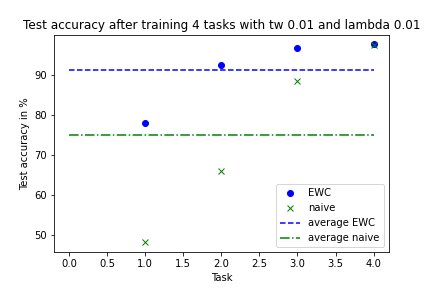 Test accuracy after training 4 tasks with tw 0.01 and lambda 0.01
Test accuracy in %
90
80
70
60
50
EWC
naive
average EWC
average naive
0.0 0.5 1.0 1.5 2.0 2.5 3.0 3.5 4.0
Task